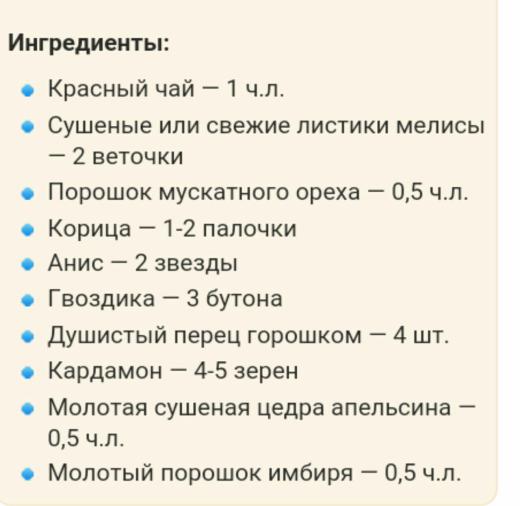 Ингредиенты:
Красный чай — 1 ч.л.
Сушеные или свежие листики мелисы
— 2 веточки
Порошок мускатного ореха — 0,5 ч.л.
Корица — 1-2 палочки
Анис — 2 звезды
Гвоздика — 3 бутона
Душистый перец горошком — 4 шт.
Кардамон — 4-5 зерен
Молотая сушеная цедра апельсина —
0,5 ч.л.
Молотый порошок имбиря — 0,5 ч.л.